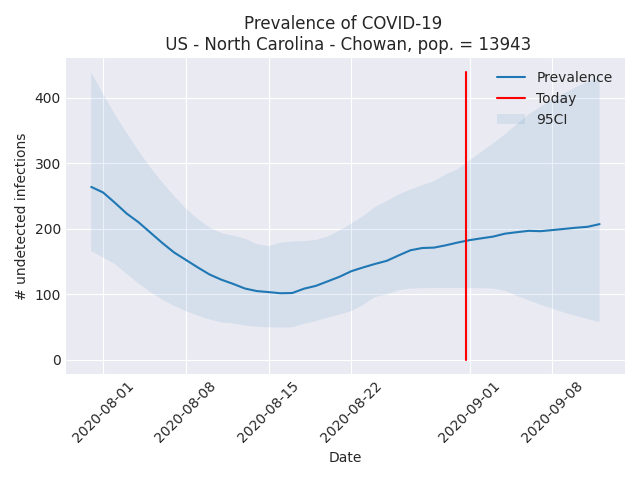 Prevalence of COVID-19
US - North Carolina - Chowan, pop. = 13943
Prevalence
Today
95CI
# undetected infections
400
300
200
100
0
2020-08-01
2020-08-08
2020-08-15
2020-08-22
2020-09-01
2020-09-08
Date